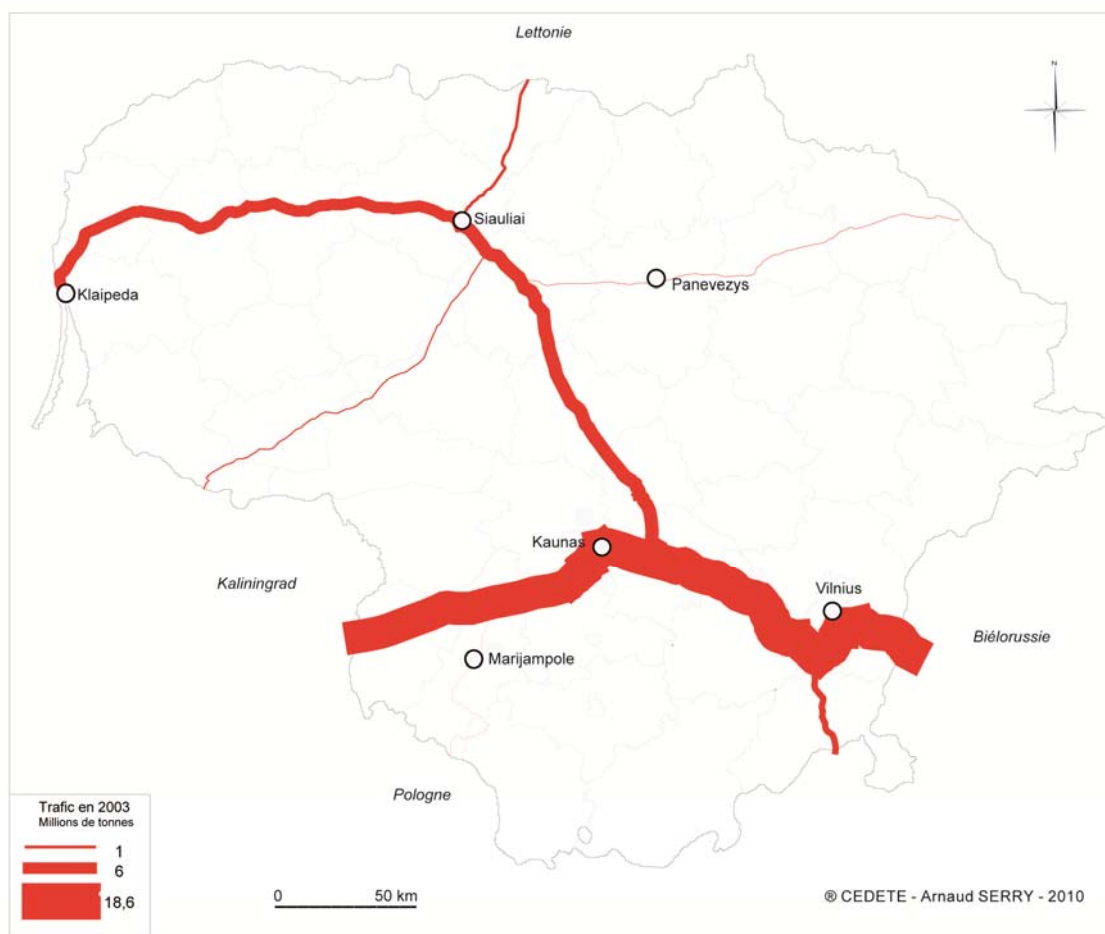 Lettonie
N
Siauliai
Panevezys
Klaipeda
Kaunas
Kaliningrad
Vilnius
Biélorussie
Marijampole
Pologne
Trafic en 2003
Millions de tonnes
1
6
18,6
0 50 km
® CEDETE - Arnaud SERRY - 2010